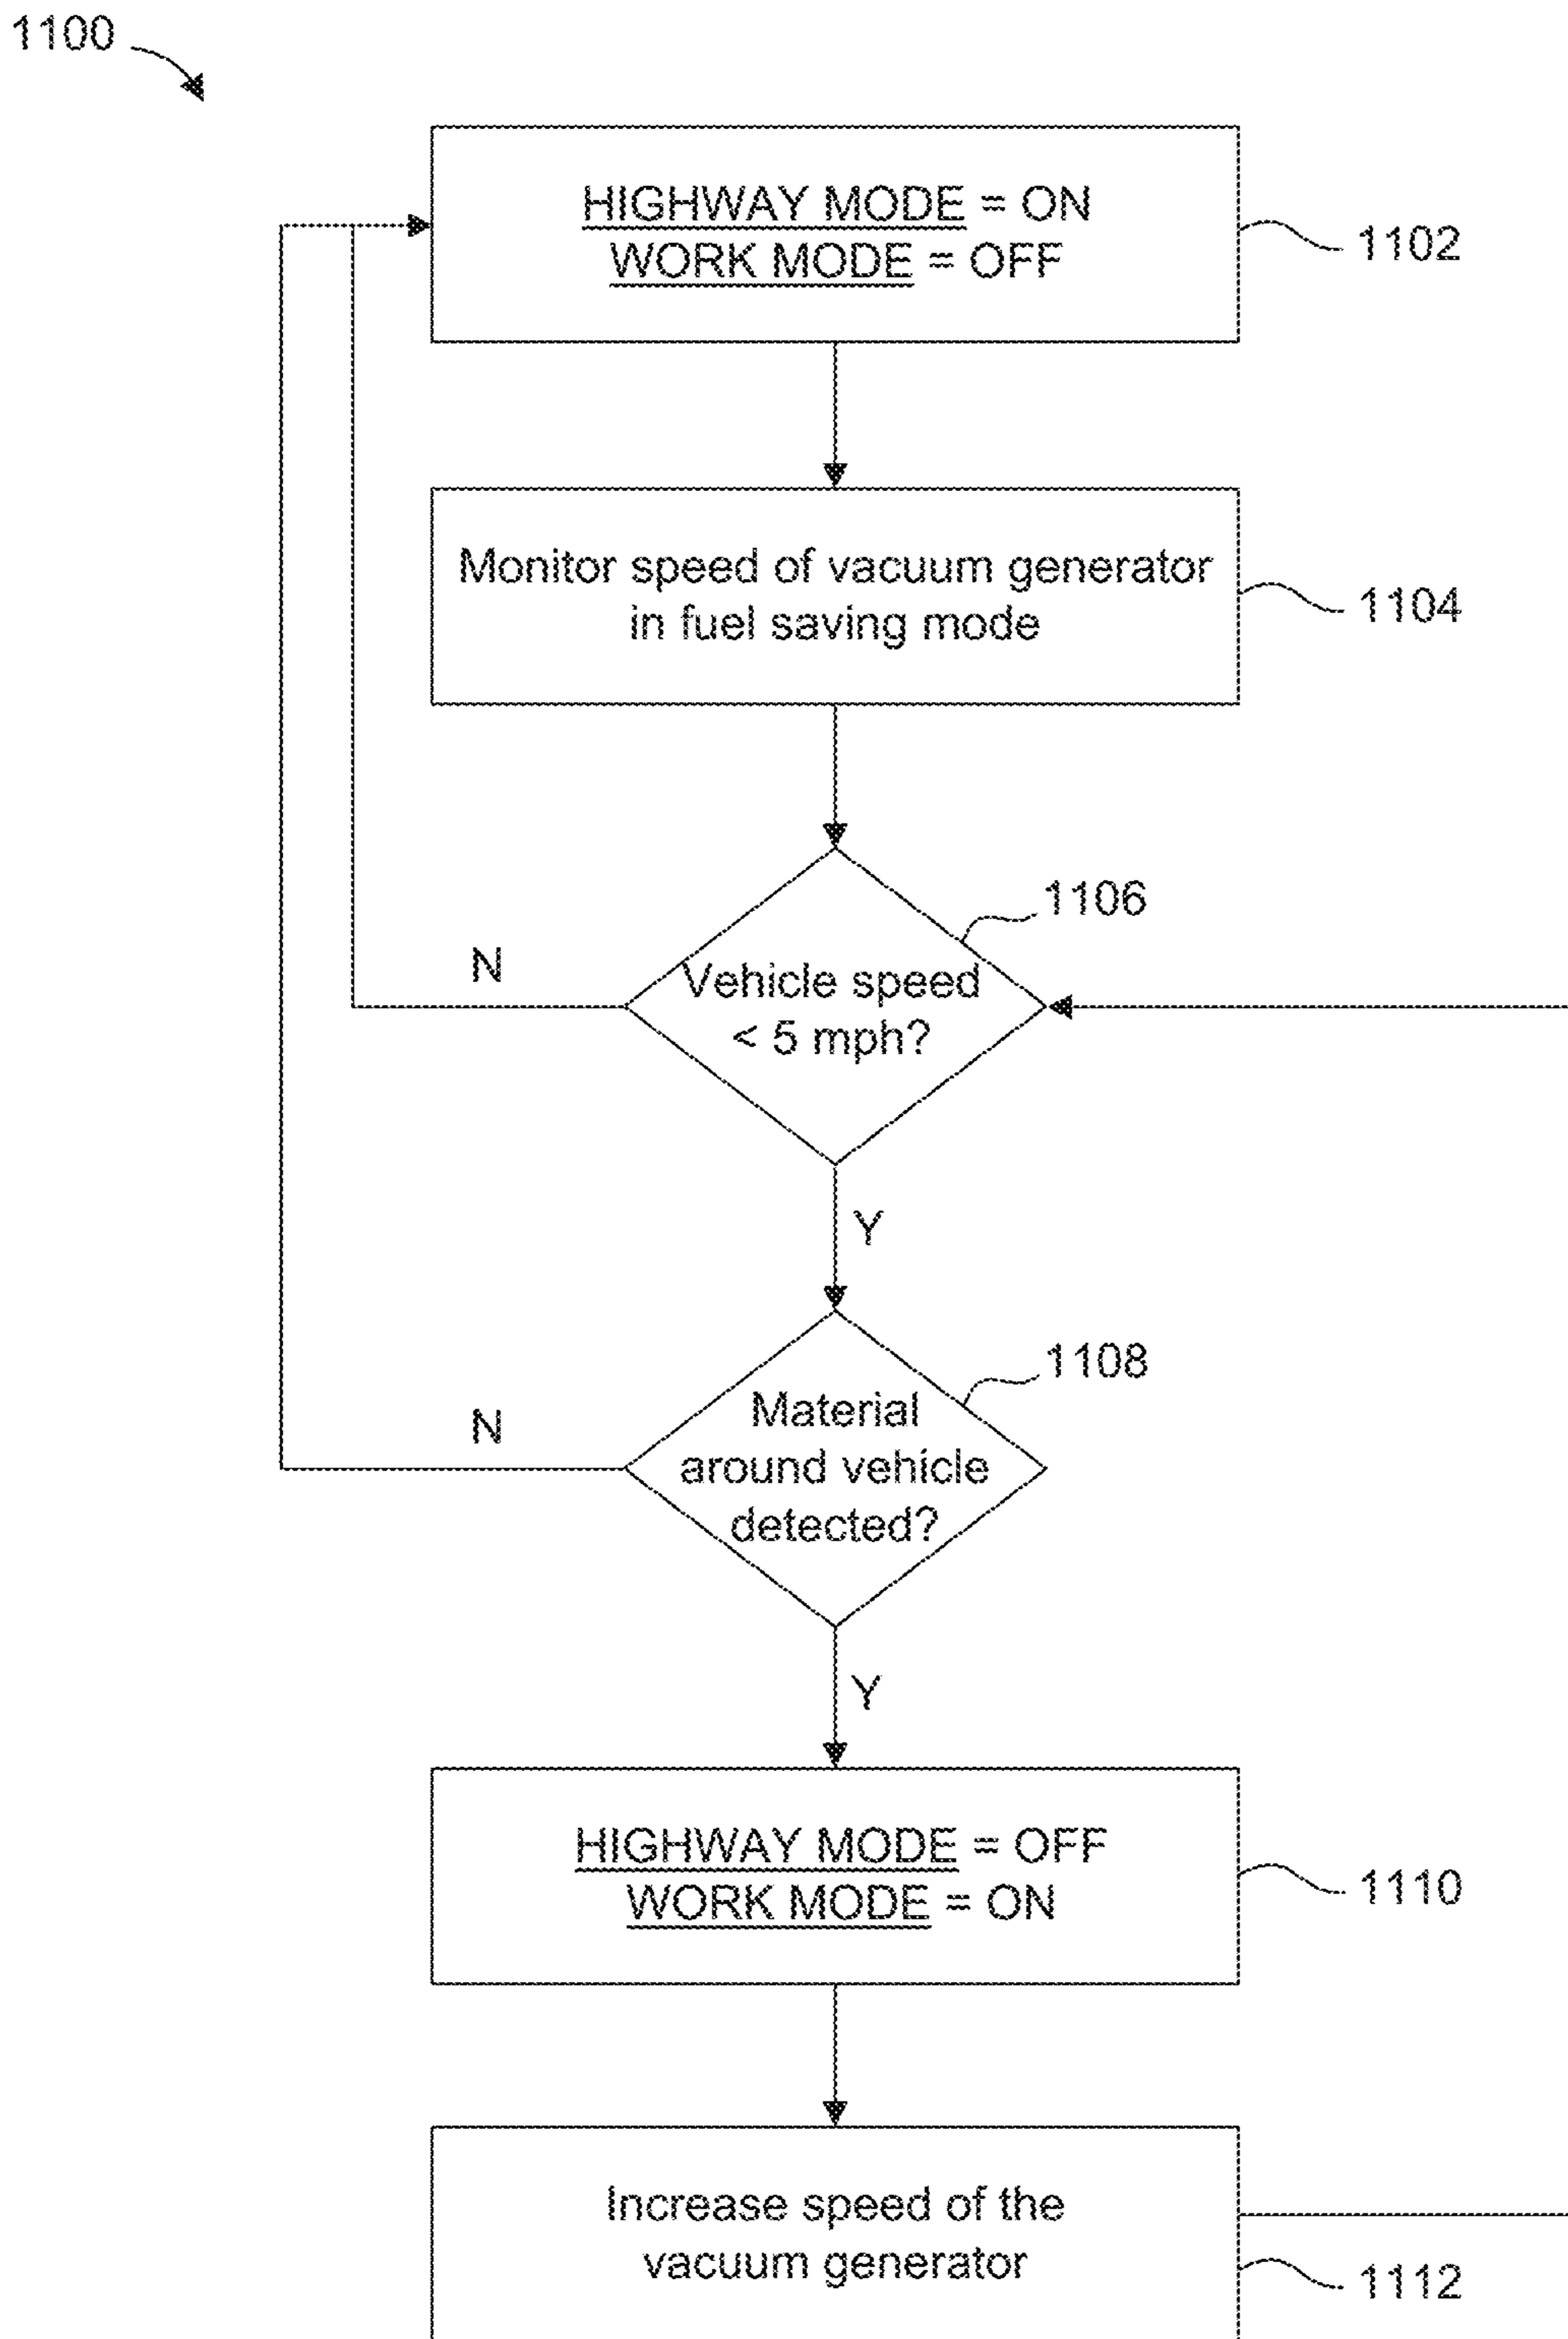 1100
HIGHWAY MODE = ON
WORK MODE = OFF
1102
Monitor speed of vacuum generator
in fuel saving mode
1104
1106
Vehicle speed
< 5 mph?
N
Y
1108
Material
around vehicle
detected?
N
Y
HIGHWAY MODE = OFF
WORK MODE = ON
1110
Increase speed of the
vacuum generator
1112